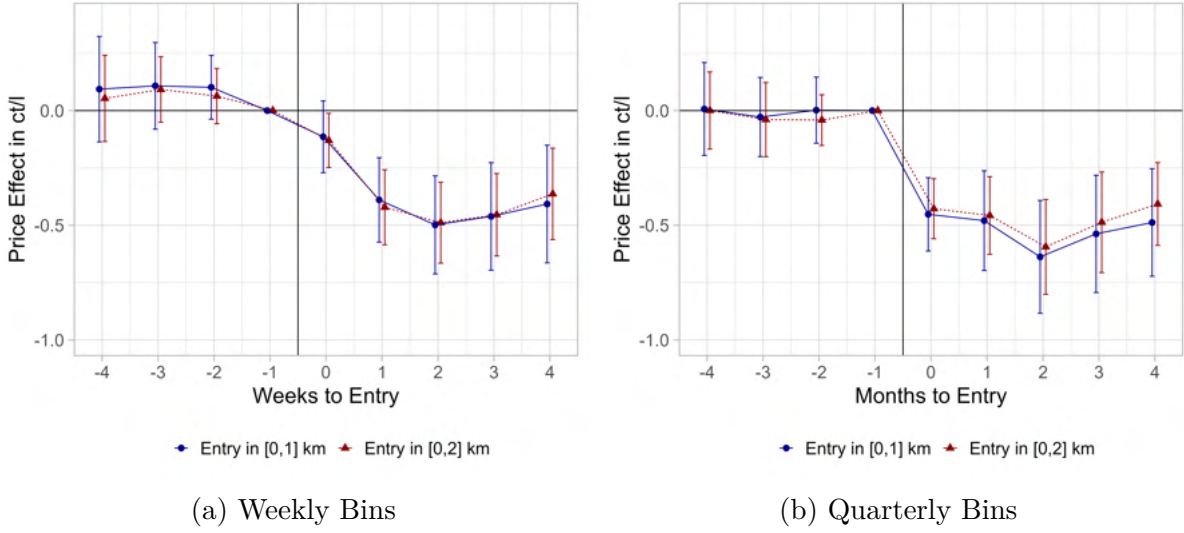 Price Effect in ct/l
0.0
-0.5
-1.0
-4 -3 -2 -1 0 1 2 3 4
Weeks to Entry
Entry in [0,1] km Entry in [0,2] km
(a) Weekly Bins
Price Effect in ct/l
0.0
-0.5
-1.0
-4 -3 -2 -1 0 1 2 3 4
Months to Entry
Entry in [0,1] km Entry in [0,2] km
(b) Quarterly Bins